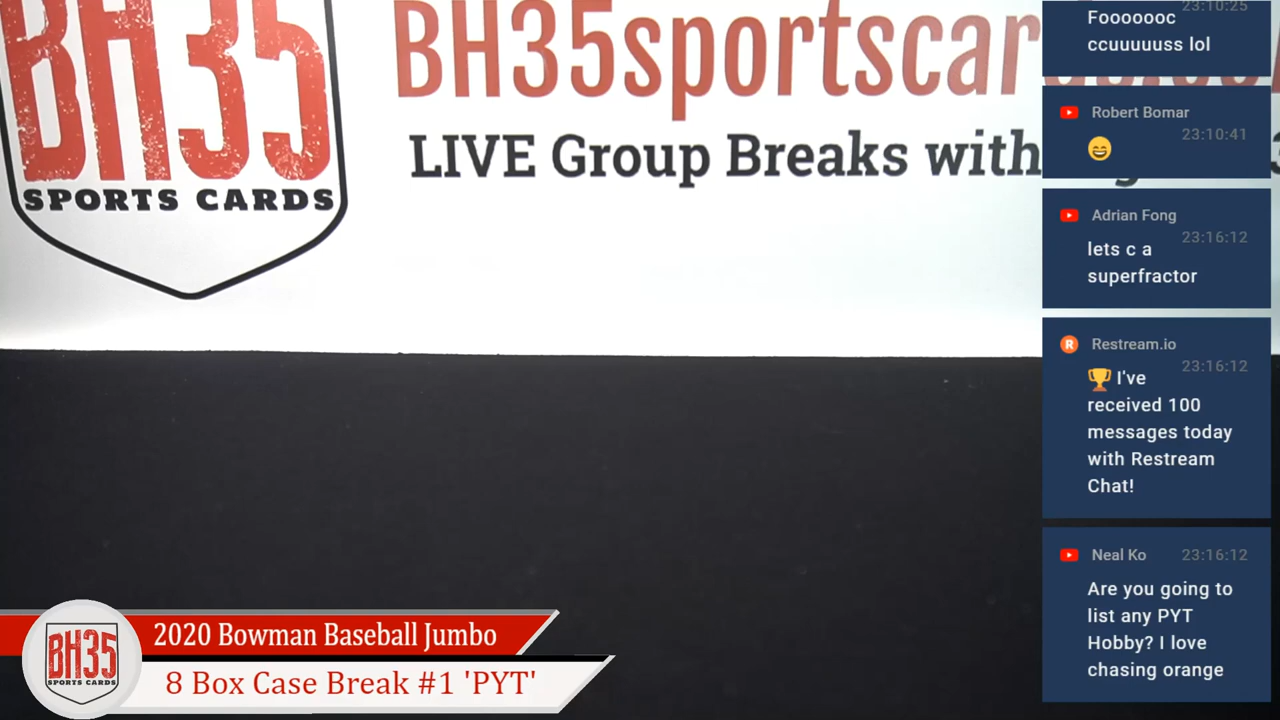 BH35
SPORTS CARDS
BH35sportscar
LIVE Group Breaks with
23:10:25
Fooooooc
ccuuuuuss lol
Robert Bomar
23:10:41
😄
Adrian Fong
23:16:12
lets c a
superfractor
Restream.io
23:16:12
🏆 I've
received 100
messages today
with Restream
Chat!
Neal Ko 23:16:12
Are you going to
list any PYT
Hobby? I love
chasing orange
BH35
SPORTS CARDS
2020 Bowman Baseball Jumbo
8 Box Case Break #1 'PYT'